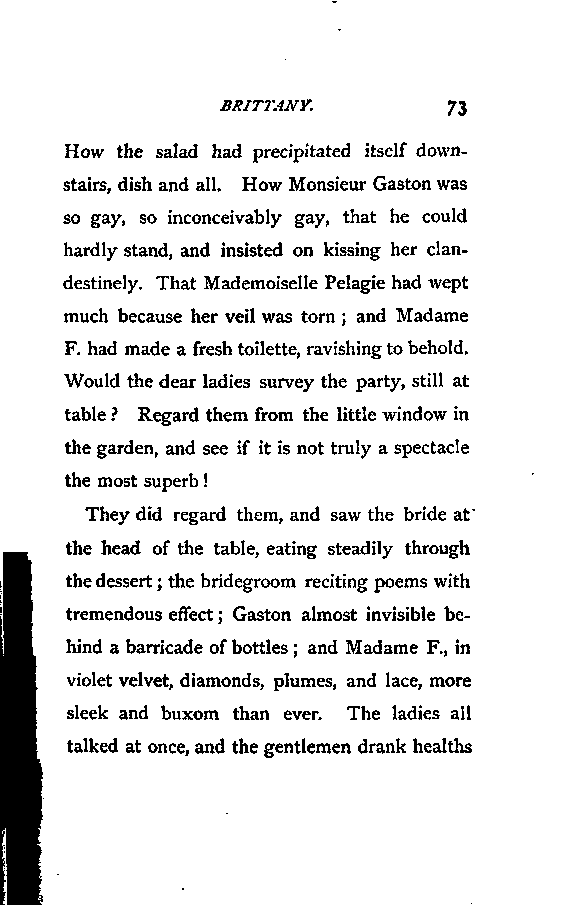 BRITTANY. 73
How the salad had precipitated itself down-
stairs, dish and all. How Monsieur Gaston was
so gay, so inconceivably gay, that he could
hardly stand, and insisted on kissing her clan-
destinely. That Mademoiselle Pelagie had wept
much because her veil was torn ; and Madame
F. had made a fresh toilette, ravishing to behold.
Would the dear ladies survey the party, still at
table ? Regard them from the little window in
the garden, and see if it is not truly a spectacle
the most superb !
They did regard them, and saw the bride at
the head of the table, eating steadily through
the dessert ; the bridegroom reciting poems with
tremendous effect ; Gaston almost invisible be-
hind a barricade of bottles ; and Madame F., in
violet velvet, diamonds, plumes, and lace, more
sleek and buxom than ever. The ladies all
talked at once, and the gentlemen drank healths